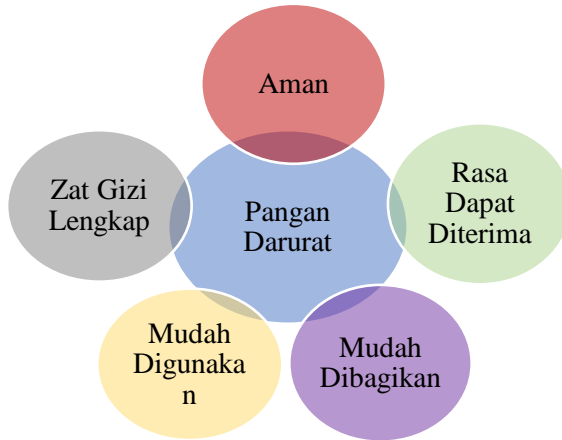 Aman
Zat Gizi
Lengkap
Pangan
Darurat
Rasa
Dapat
Diterima
Mudah
Digunaka
n
Mudah
Dibagikan